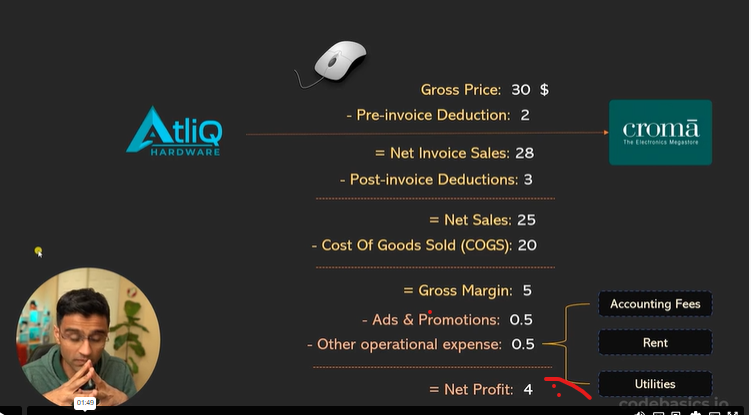 Gross Price: 30 $
- Pre-invoice Deduction: 2
AtliQ
HARDWARE
cromā
The Electronics Megastore
= Net Invoice Sales: 28
- Post-invoice Deductions: 3
= Net Sales: 25
- Cost Of Goods Sold (COGS): 20
= Gross Margin: 5
Accounting Fees
- Ads & Promotions: 0.5
- Other operational expense: 0.5
Rent
Utilities
= Net Profit: 4
codebasics.io
01:49